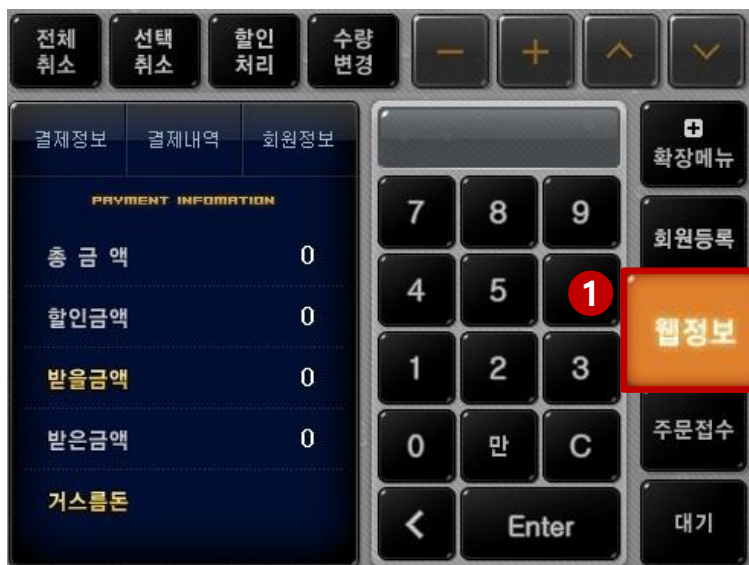 전체
취소
선택
취소
할인
처리
수량
변경
결제정보
결제내역
회원정보
PAYMENT INFOMATION
총 금 액 0
할인금액 0
받을금액 0
받은금액 0
거스름돈
7 8 9
4 5
1 2 3
0 만 C
Enter
확장메뉴
회원등록
1
웹정보
주문접수
대기